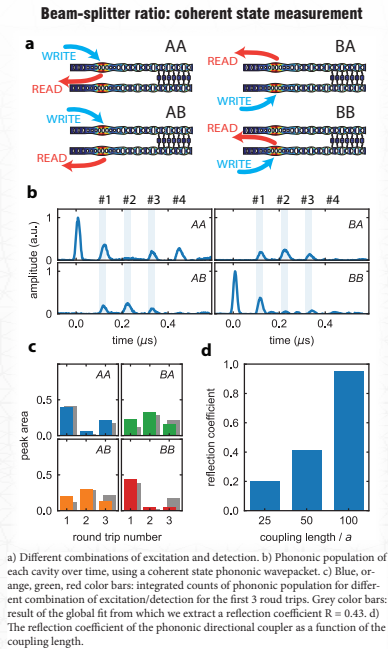 Beam-splitter ratio: coherent state measurement
a
WRITE
AA
READ
BA
READ
WRITE
WRITE
AB
READ
BB
READ
WRITE
b
#1 #2 #3 #4 #1 #2 #3 #4
amplitude (a.u.)
1
0
1
0
AA
BA
AB
BB
0.0 0.2 0.4 0.0 0.2 0.4
time (μs) time (μs)
c
peak area
0.5
0.0
0.5
0.0
AA
BA
AB
BB
1 2 3 1 2 3
round trip number
d
reflection coefficient
1.0
0.8
0.6
0.4
0.2
0.0
25 50 100
coupling length / a
a) Different combinations of excitation and detection. b) Phononic population of
each cavity over time, using a coherent state phononic wavepacket. c) Blue, or-
ange, green, red color bars: integrated counts of phononic population for differ-
ent combination of excitation/detection for the first 3 roud trips. Grey color bars:
result of the global fit from which we extract a reflection coefficient R = 0.43. d)
The reflection coefficient of the phononic directional coupler as a function of the
coupling length.